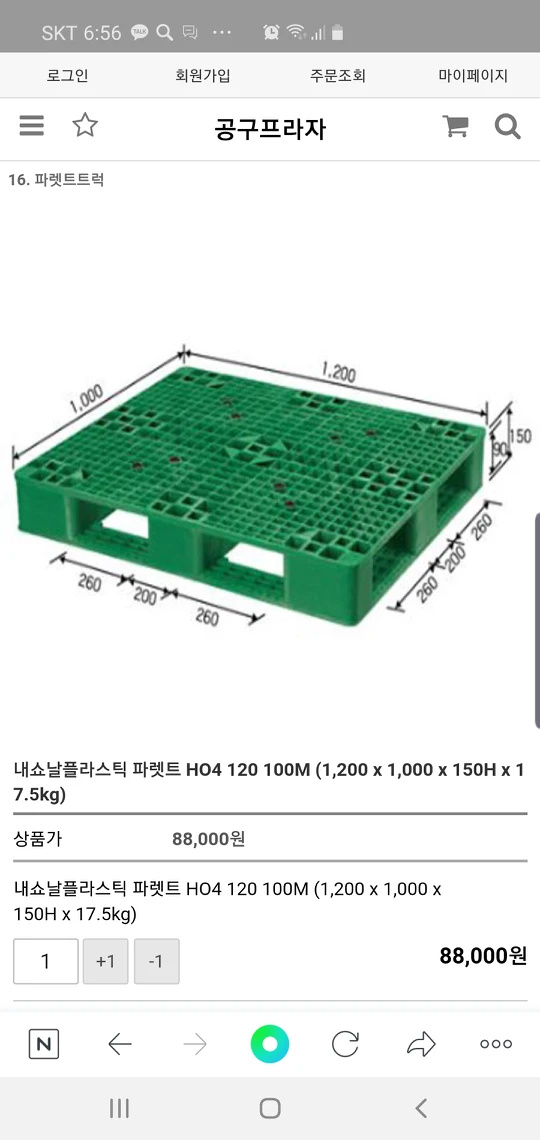 SKT 6:56 TALK ...
로그인 회원가입 주문조회 마이페이지
공구프라자
16. 파렛트트럭
1,000
1,200
150
90
260
200
260
260
200
260
내쇼날플라스틱 파렛트 HO4 120 100M (1,200 x 1,000 x 150H x 1
7.5kg)
상품가 88,000원
내쇼날플라스틱 파렛트 HO4 120 100M (1,200 x 1,000 x
150H x 17.5kg)
1 +1 -1 88,000원
N